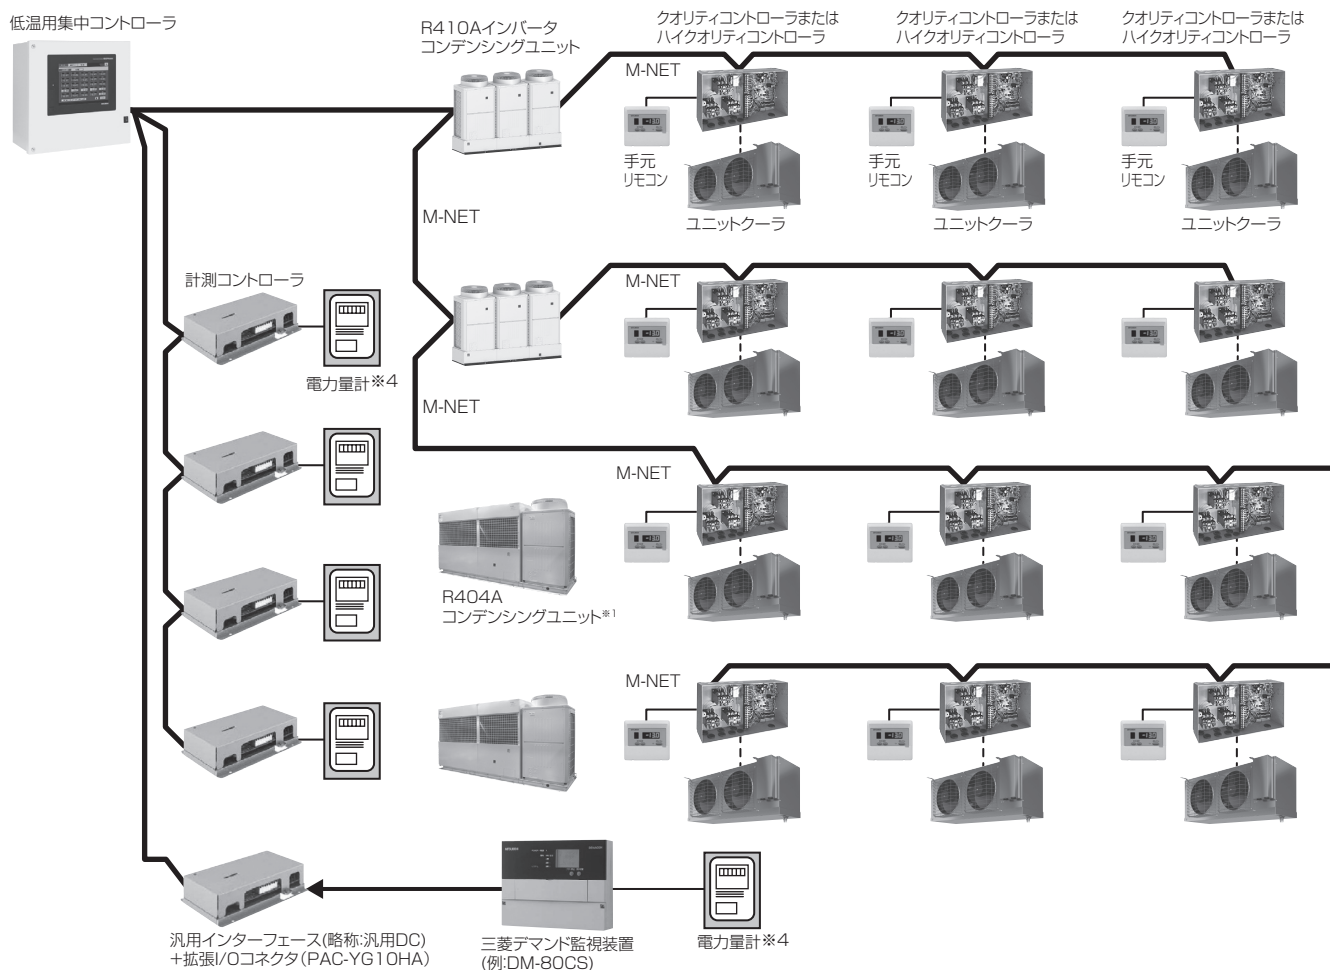 低温用集中コントローラ
R410Aインバータ
コンデンシングユニット
クオリティコントローラまたは
ハイクオリティコントローラ
クオリティコントローラまたは
ハイクオリティコントローラ
クオリティコントローラまたは
ハイクオリティコントローラ
M-NET
手元
リモコン
手元
リモコン
手元
リモコン
ユニットクーラ
ユニットクーラ
ユニットクーラ
M-NET
計測コントローラ
M-NET
電力量計※4
M-NET
M-NET
R404A
コンデンシングユニット※1
M-NET
汎用インターフェース(略称:汎用DC)
+拡張I/Oコネクタ(PAC-YG10HA)
三菱デマンド監視装置
(例:DM-80CS)
電力量計※4